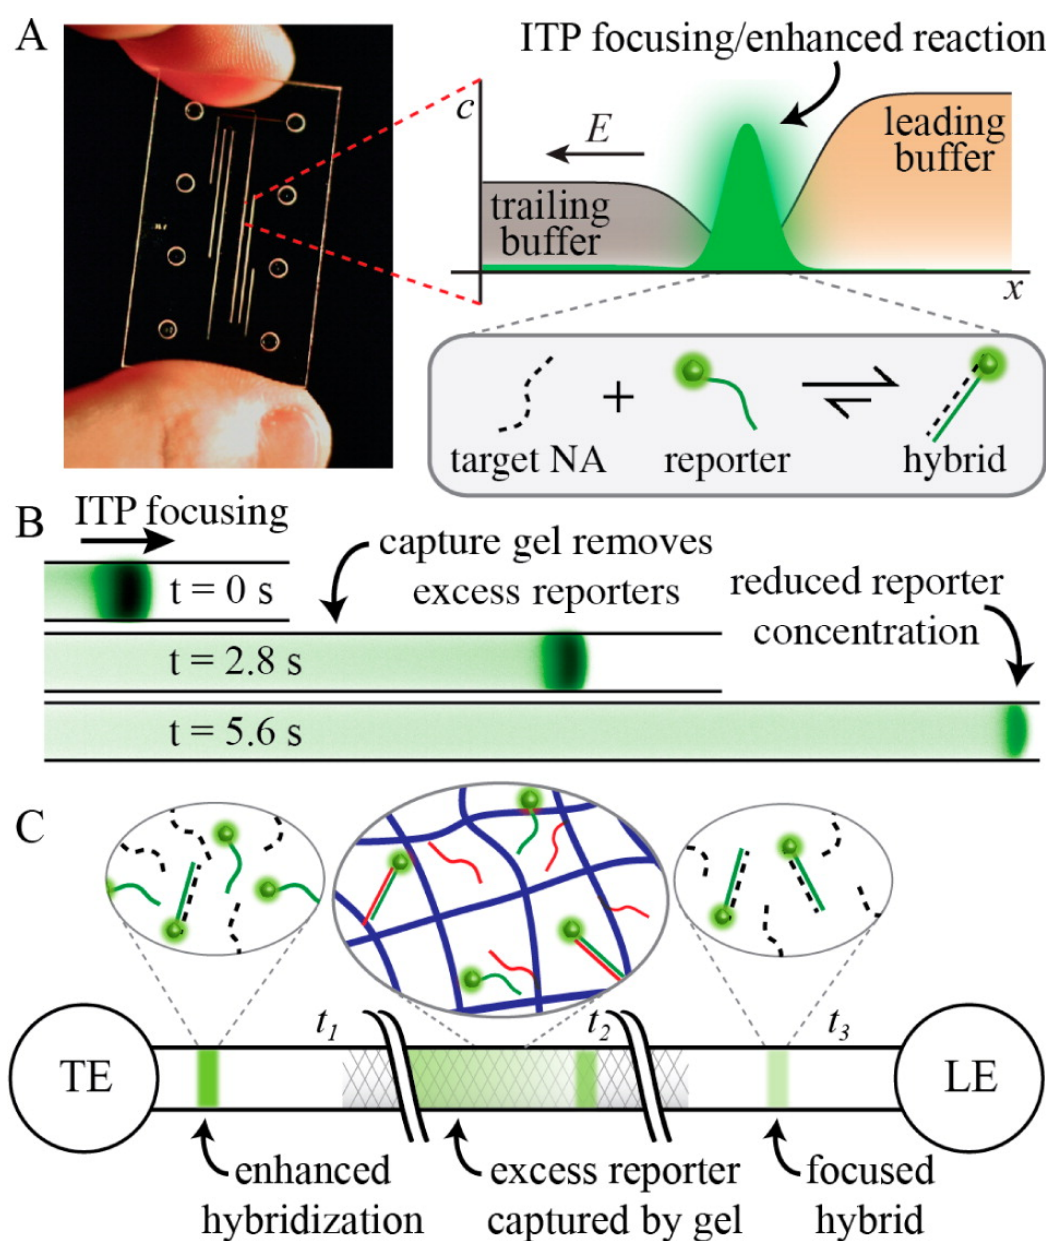 A
ITP focusing/enhanced reaction
c
E
leading
buffer
trailing
buffer
x
target NA
+
reporter
hybrid
B
ITP focusing
capture gel removes
excess reporters
reduced reporter
concentration
t = 0 s
t = 2.8 s
t = 5.6 s
C
t1
t2
t3
TE
LE
enhanced
hybridization
excess reporter
captured by gel
focused
hybrid